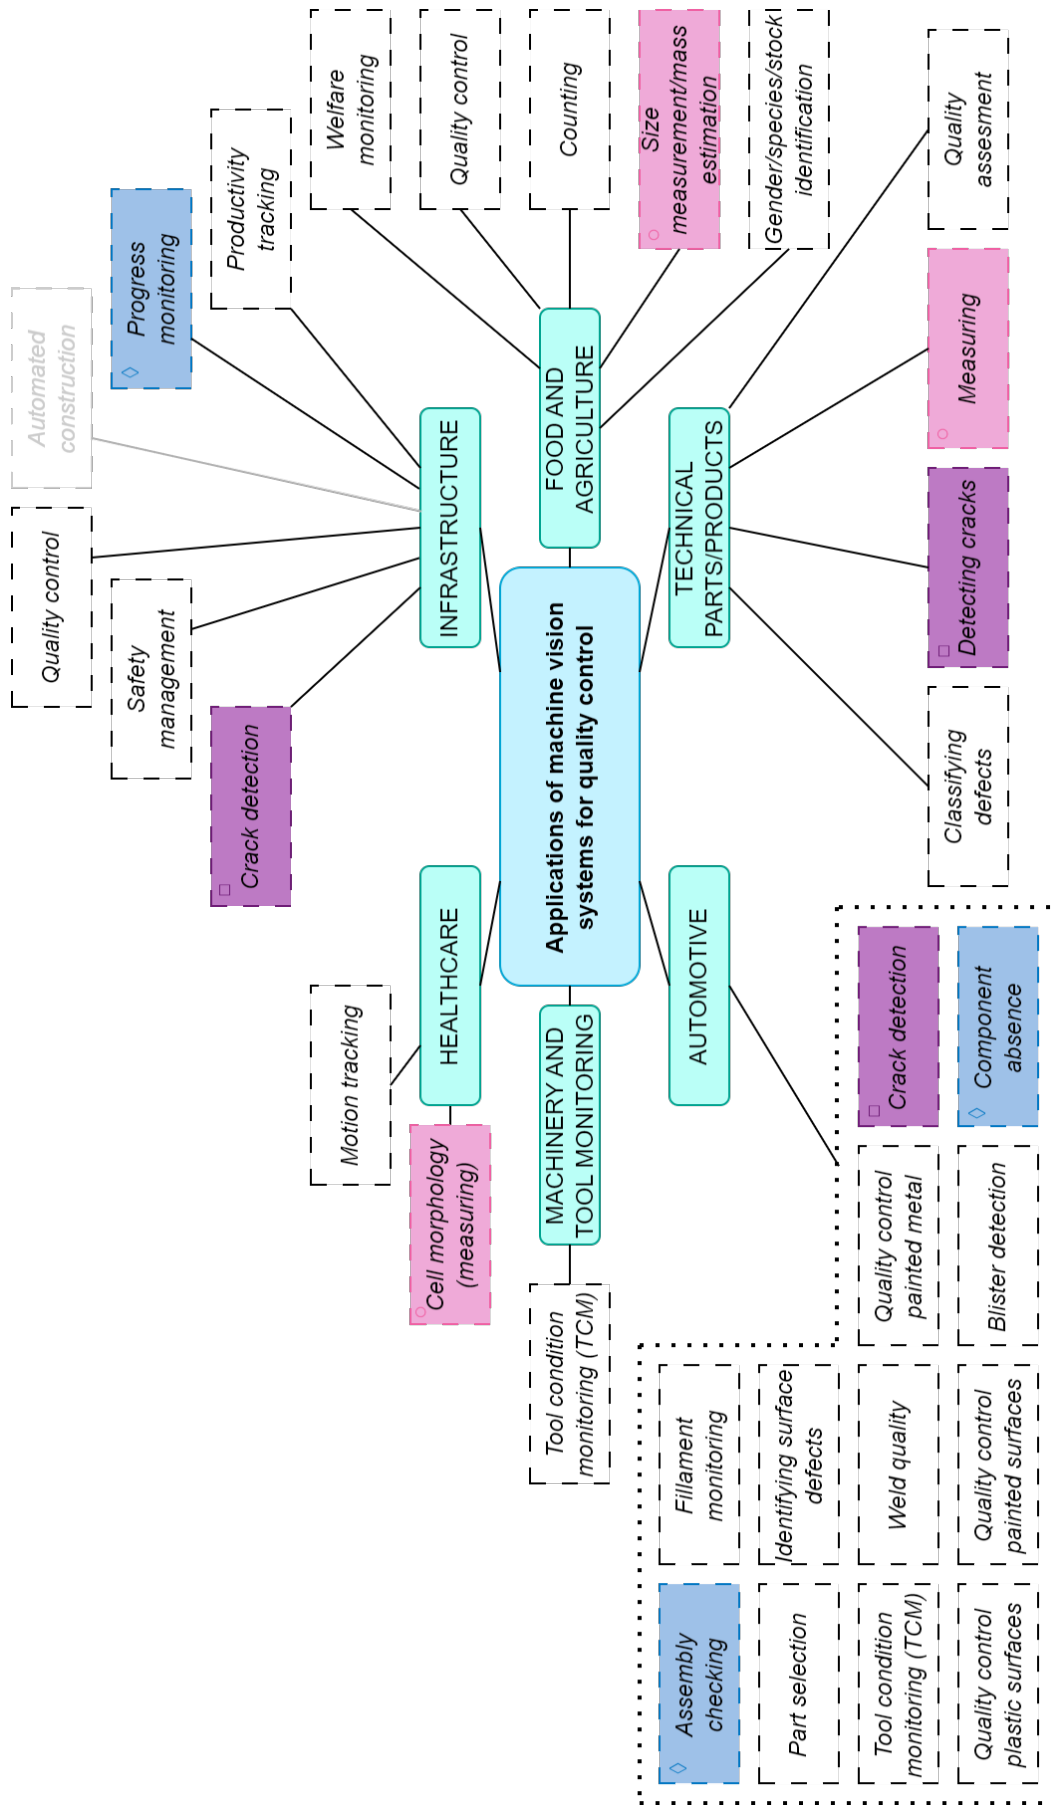 Applications of machine vision
systems for quality control
INFRASTRUCTURE
Crack detection
Safety
management
Quality control
Automated
construction
Progress
monitoring
Productivity
tracking
FOOD AND
AGRICULTURE
Welfare
monitoring
Quality control
Counting
Size
measurement/mass
estimation
Gender/species/stock
identification
TECHNICAL
PARTS/PRODUCTS
Quality
assesment
Measuring
Detecting cracks
Classifying
defects
AUTOMOTIVE
Assembly
checking
Fillament
monitoring
Part selection
Identifying surface
defects
Tool condition
monitoring (TCM)
Weld quality
Quality control
painted metal
Crack detection
Quality control
plastic surfaces
Quality control
painted surfaces
Blister detection
Component
absence
MACHINERY AND
TOOL MONITORING
Tool condition
monitoring (TCM)
HEALTHCARE
Motion tracking
Cell morphology
(measuring)